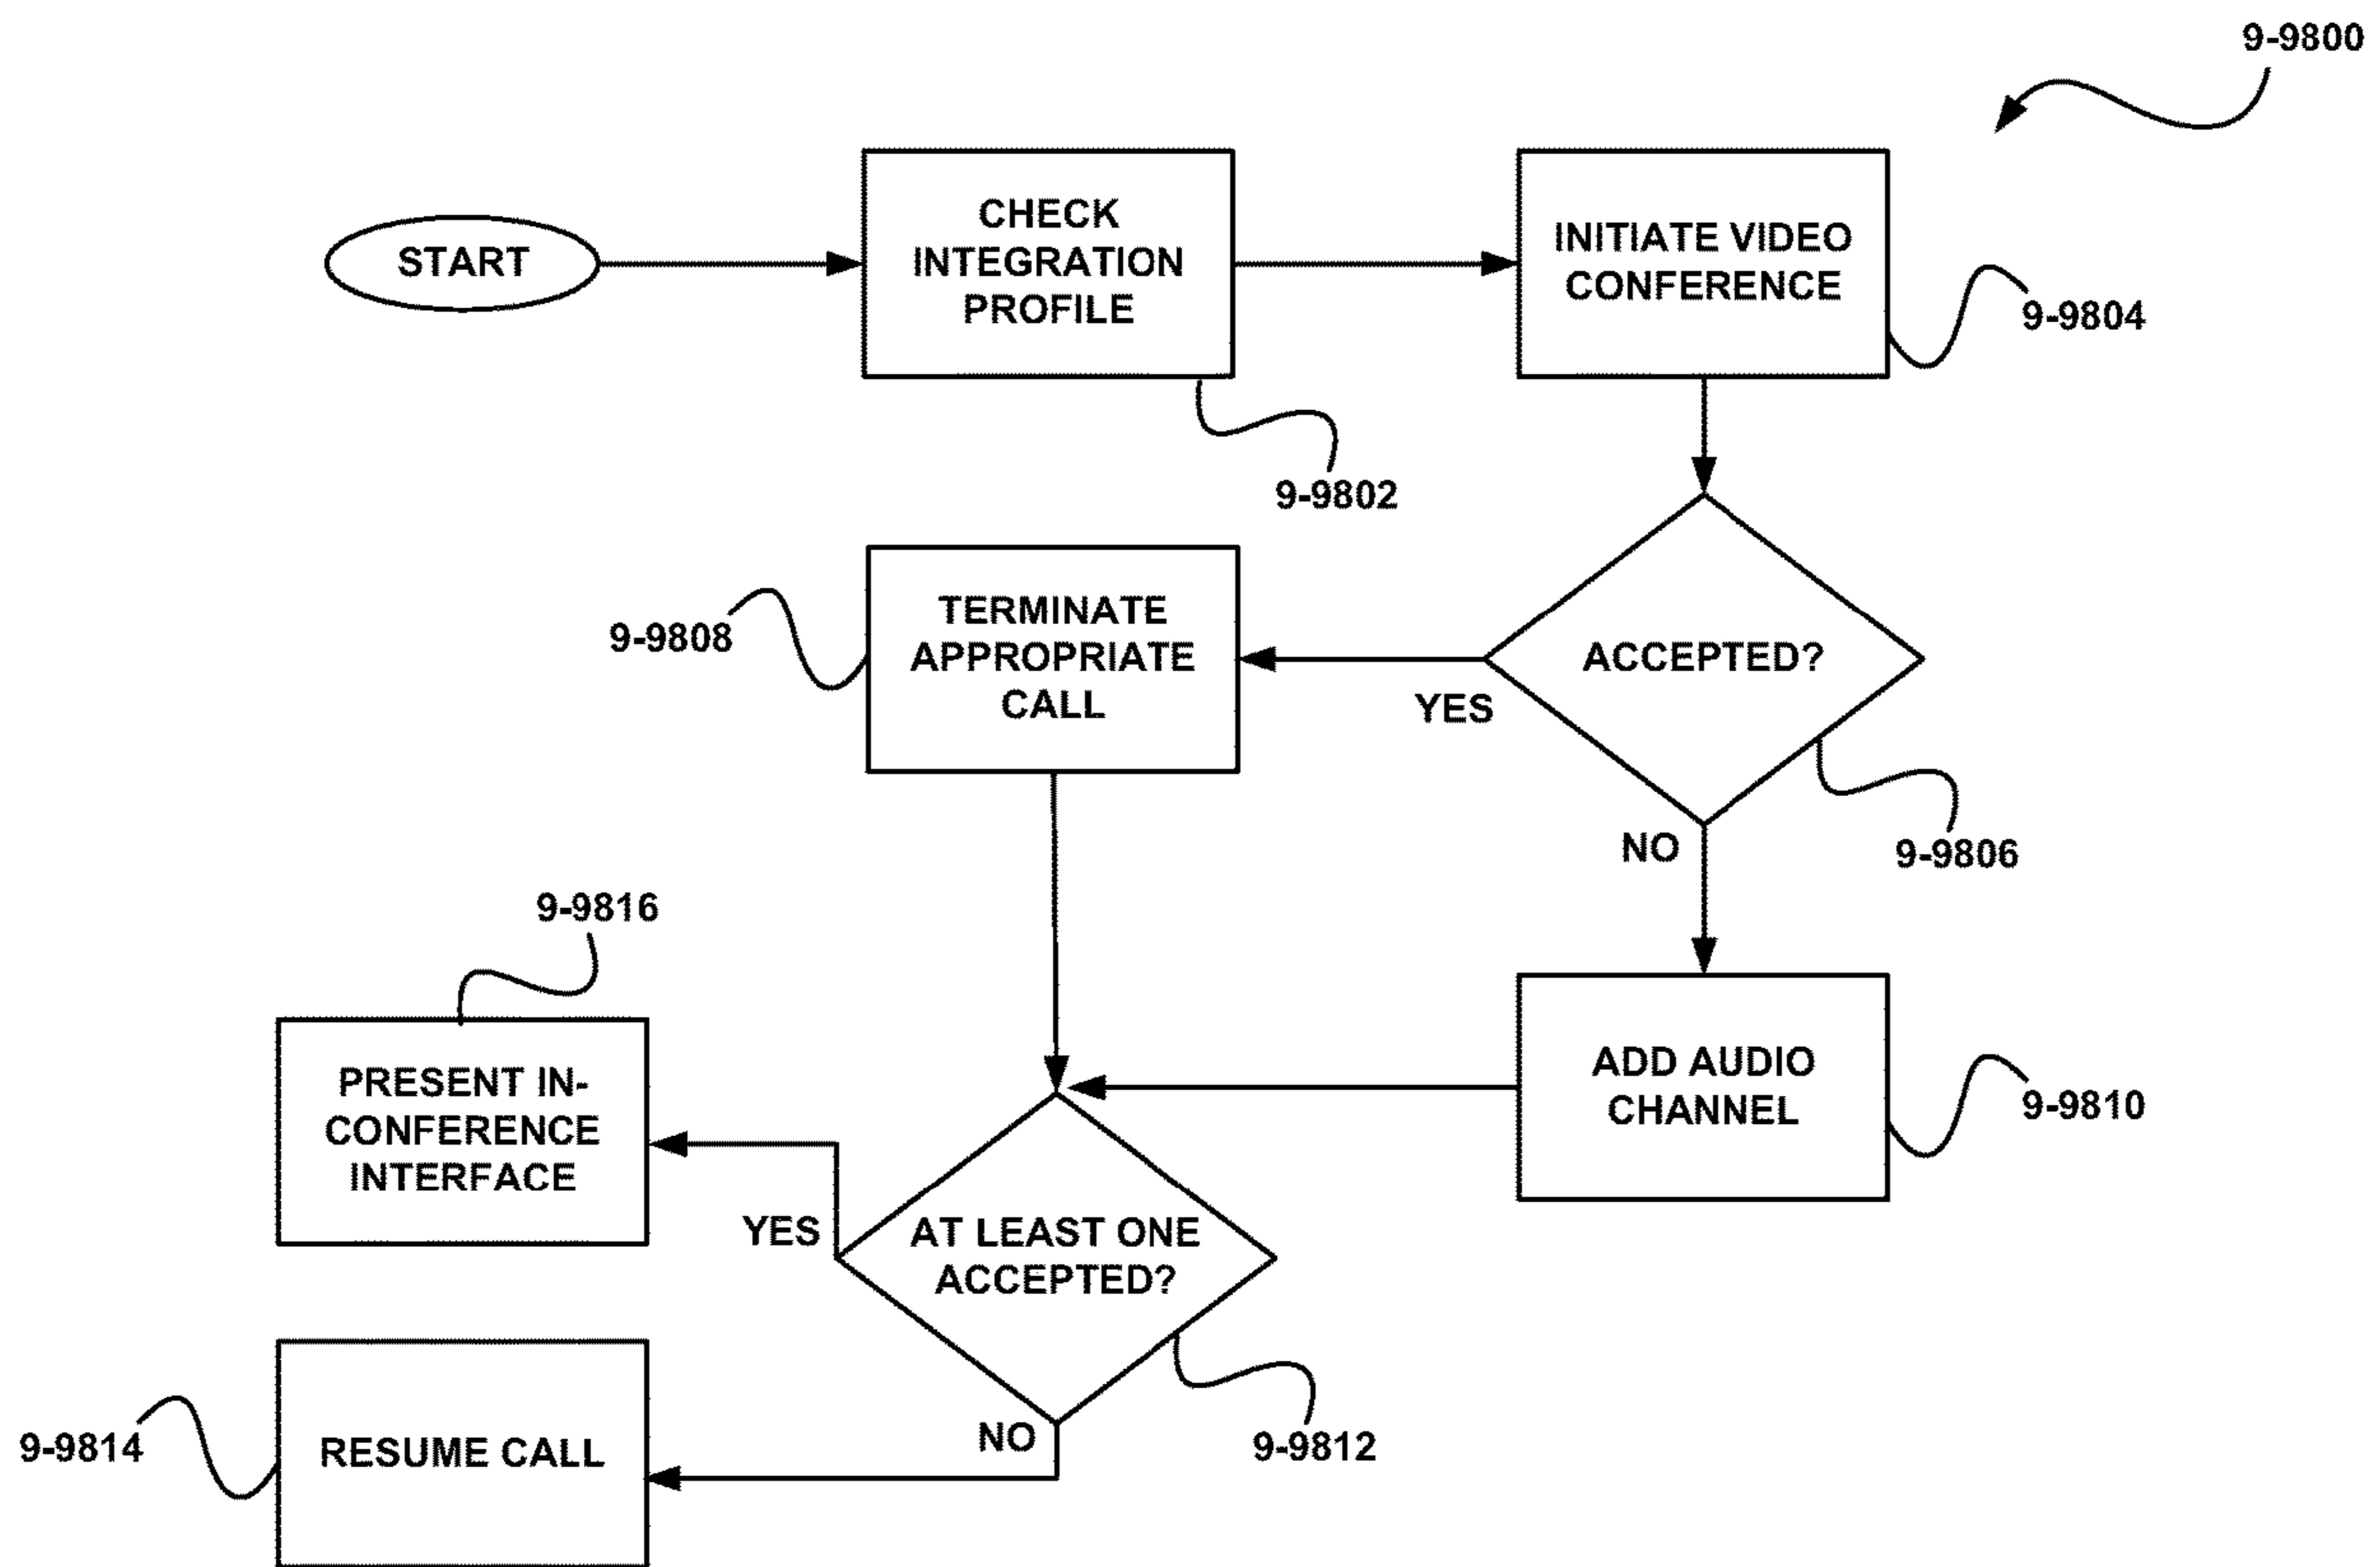 9-9800
START
CHECK
INTEGRATION
PROFILE
9-9802
INITIATE VIDEO
CONFERENCE
9-9804
ACCEPTED?
9-9806
YES
NO
TERMINATE
APPROPRIATE
CALL
9-9808
ADD AUDIO
CHANNEL
9-9810
AT LEAST ONE
ACCEPTED?
9-9812
YES
NO
PRESENT IN-
CONFERENCE
INTERFACE
9-9816
RESUME CALL
9-9814